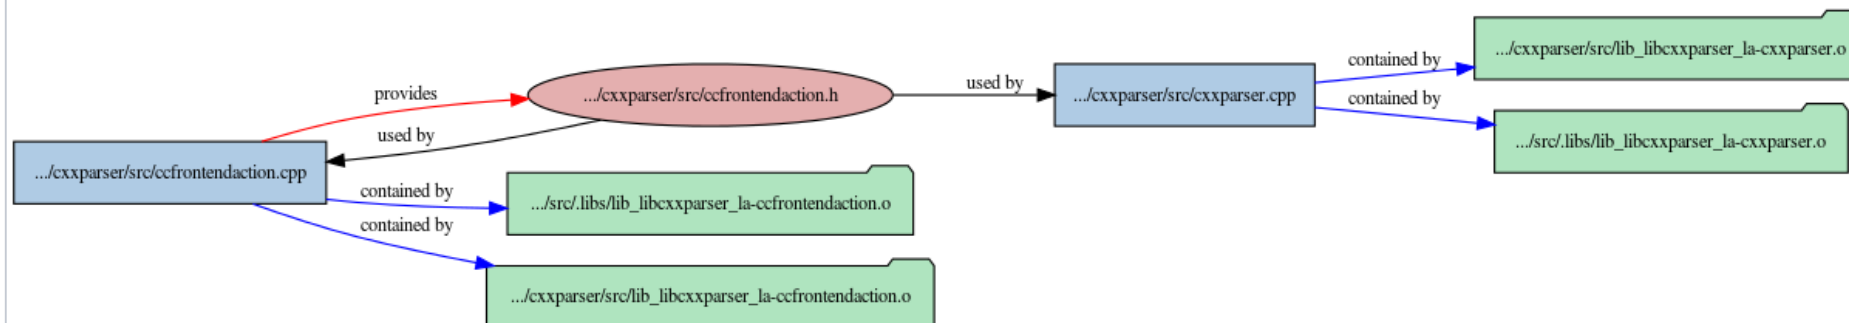 .../cxxparser/src/lib_libcxxparser_la-cxxparser.o
contained by
provides
.../cxxparser/src/ccfrontendaction.h
used by
.../cxxparser/src/cxxparser.cpp
contained by
used by
.../src/.libs/lib_libcxxparser_la-cxxparser.o
.../cxxparser/src/ccfrontendaction.cpp
contained by
.../src/.libs/lib_libcxxparser_la-ccfrontendaction.o
contained by
.../cxxparser/src/lib_libcxxparser_la-ccfrontendaction.o